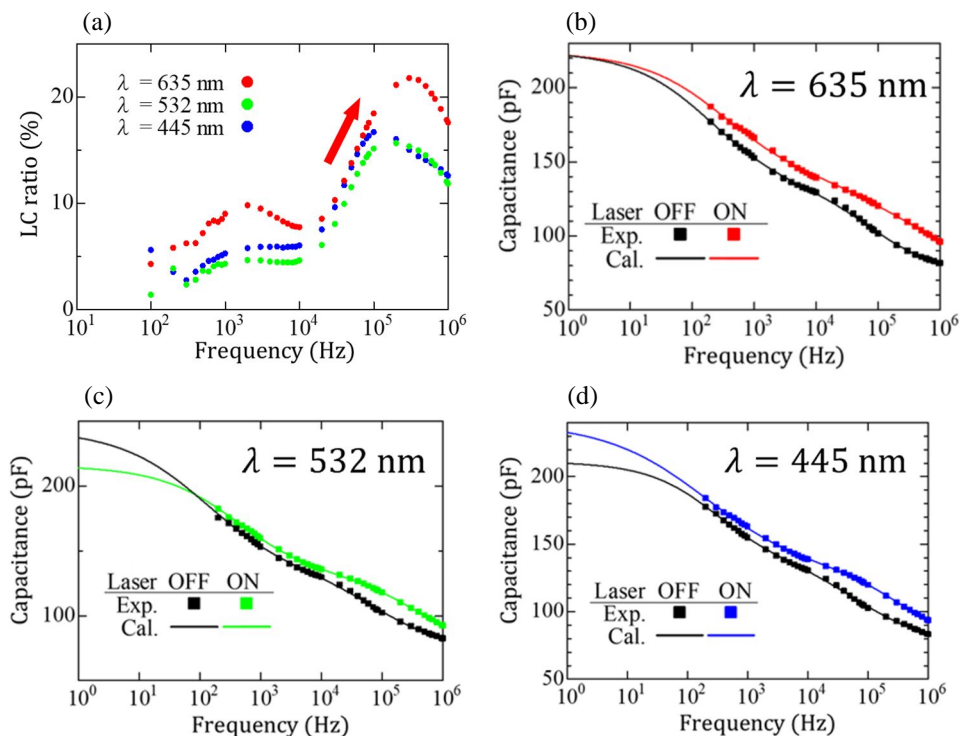 (a)
λ = 635 nm
λ = 532 nm
λ = 445 nm
LC ratio (%)
20
10
0
10¹ 10² 10³ 10⁴ 10⁵ 10⁶
Frequency (Hz)
(b)
λ = 635 nm
Capacitance (pF)
200
150
100
50
Laser OFF ON
Exp.
Cal.
10⁰ 10¹ 10² 10³ 10⁴ 10⁵ 10⁶
Frequency (Hz)
(c)
λ = 532 nm
Capacitance (pF)
200
100
Laser OFF ON
Exp.
Cal.
10⁰ 10¹ 10² 10³ 10⁴ 10⁵ 10⁶
Frequency (Hz)
(d)
λ = 445 nm
Capacitance (pF)
200
150
100
50
Laser OFF ON
Exp.
Cal.
10⁰ 10¹ 10² 10³ 10⁴ 10⁵ 10⁶
Frequency (Hz)